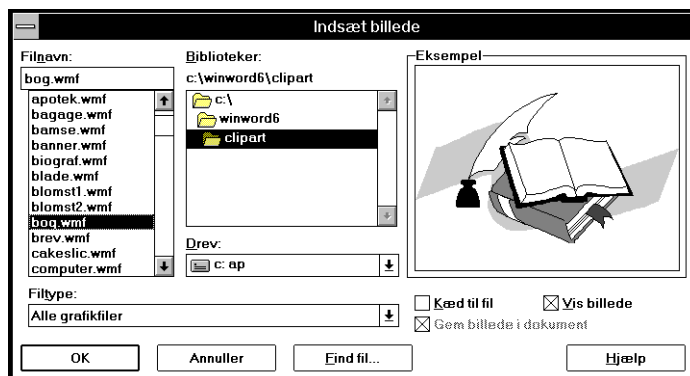 Indsæt billede
Filnavn:
bog.wmf
apotek.wmf
bagage.wmf
bamse.wmf
banner.wmf
biograf.wmf
blade.wmf
blomst1.wmf
blomst2.wmf
bog.wmf
brev.wmf
cakeslic.wmf
computer.wmf
Biblioteker:
c:\winword6\clipart
c:\
winword6
clipart
Drev:
c: ap
Eksempel
Filtype:
Alle grafikfiler
Kæd til fil
Vis billede
Gem billede i dokument
OK
Annuller
Find fil...
Hjælp